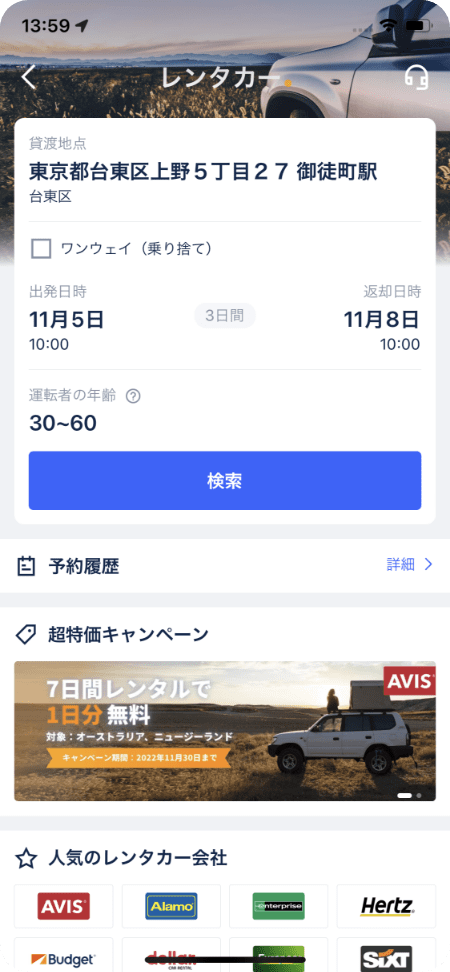 13:59
レンタカー
貸渡地点
東京都台東区上野５丁目２７ 御徒町駅
台東区
ワンウェイ（乗り捨て）
出発日時
返却日時
11月5日
3日間
11月8日
10:00
10:00
運転者の年齢 ?
30~60
検索
予約履歴
詳細
超特価キャンペーン
AVIS
7日間レンタルで
1日分 無料
対象：オーストラリア、ニュージーランド
キャンペーン期間：2022年11月30日まで
人気のレンタカー会社
AVIS
Alamo
enterprise
Hertz
Budget
dollar
CAR RENTAL
SIXT